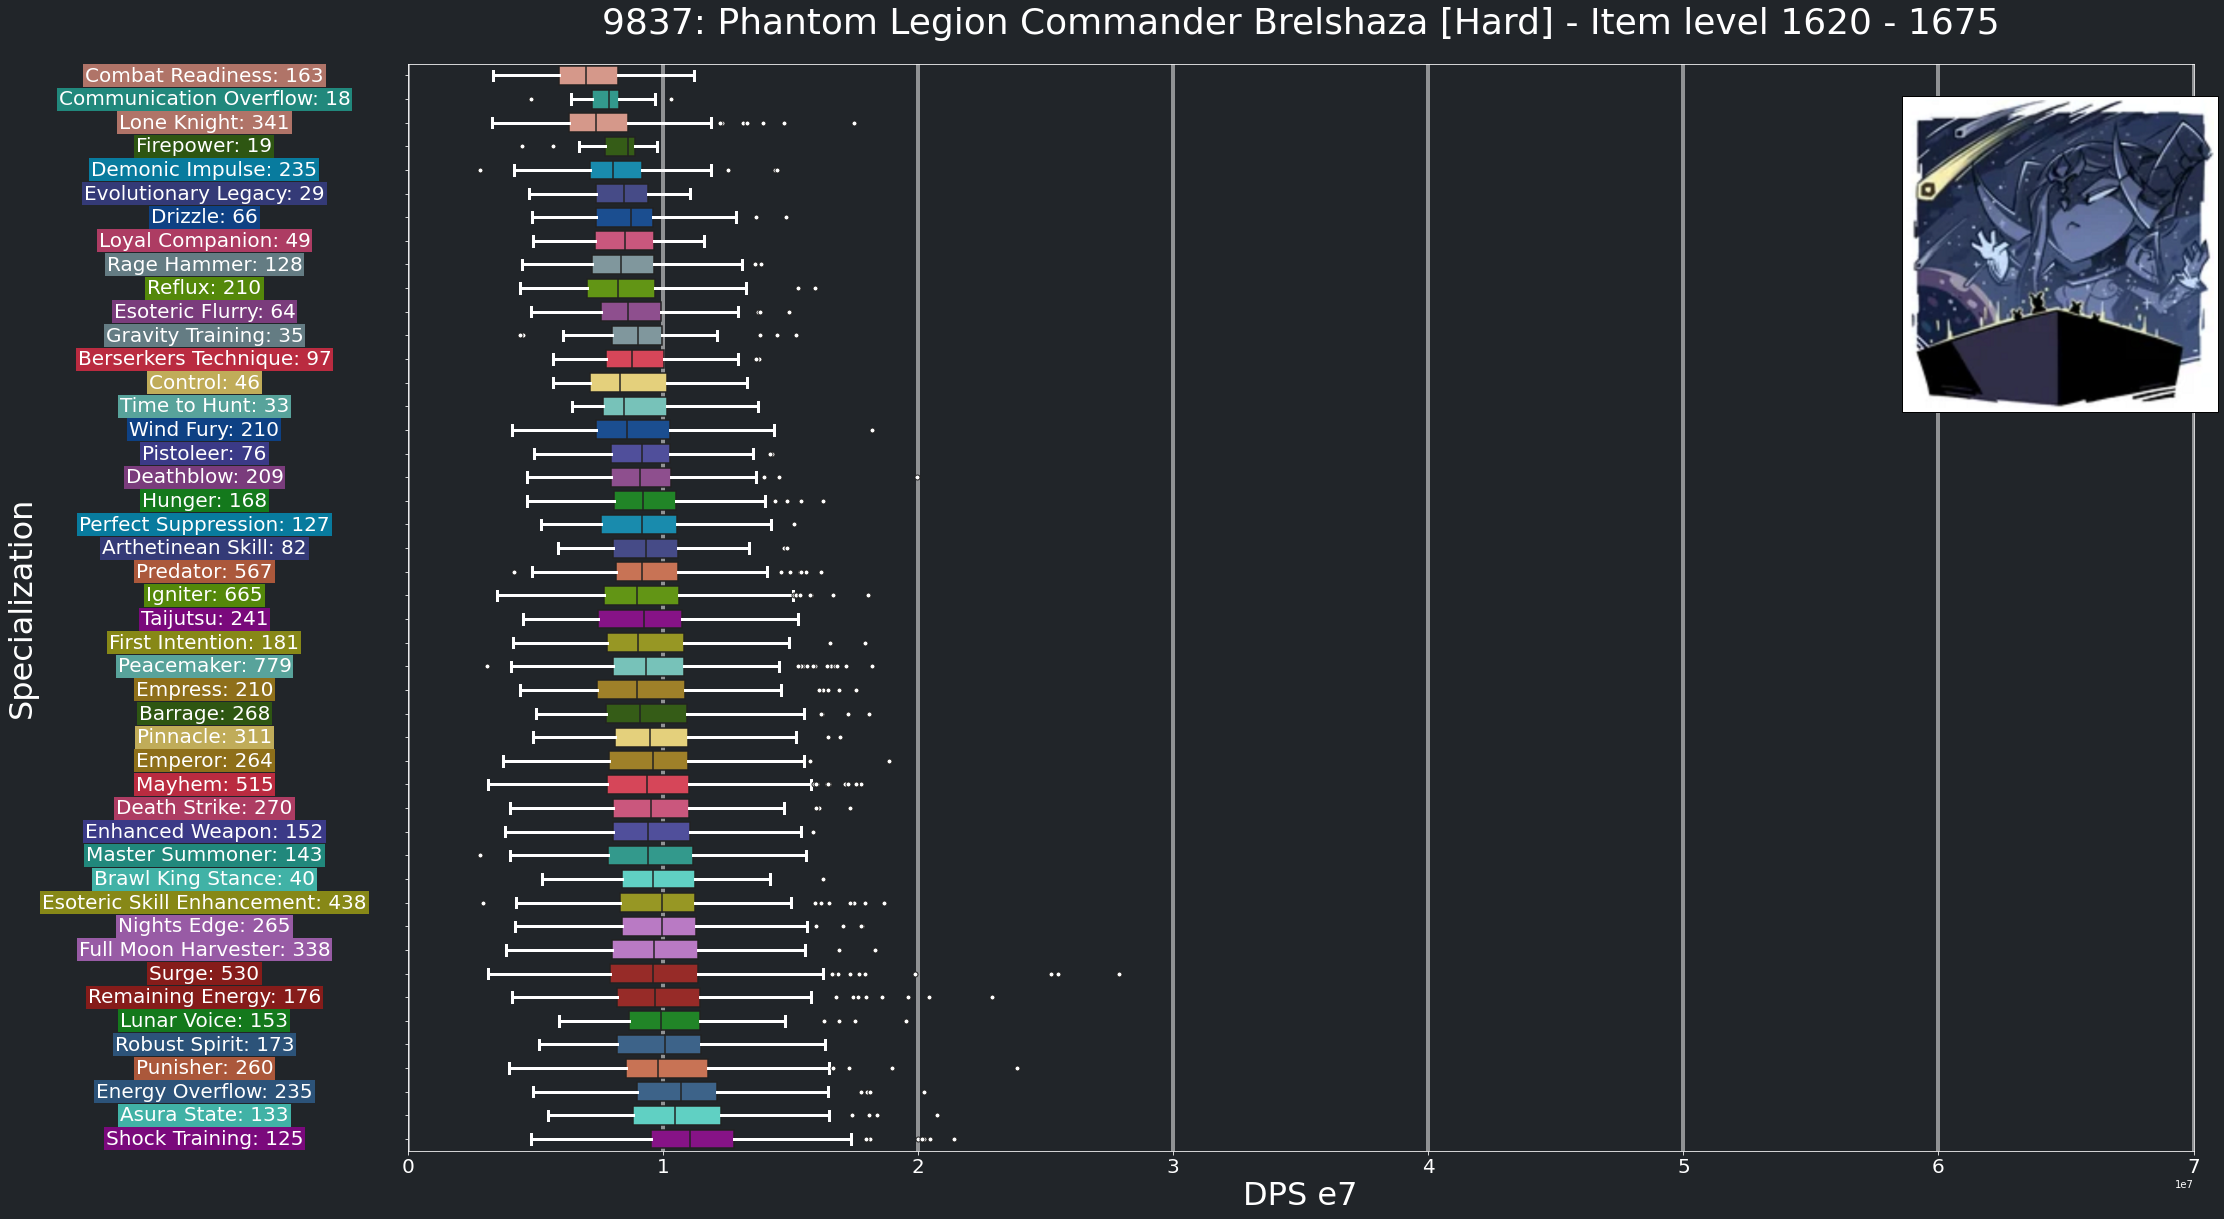 9837: Phantom Legion Commander Brelshaza [Hard] - Item level 1620 - 1675
Specialization
Combat Readiness: 163
Communication Overflow: 18
Lone Knight: 341
Firepower: 19
Demonic Impulse: 235
Evolutionary Legacy: 29
Drizzle: 66
Loyal Companion: 49
Rage Hammer: 128
Reflux: 210
Esoteric Flurry: 64
Gravity Training: 35
Berserkers Technique: 97
Control: 46
Time to Hunt: 33
Wind Fury: 210
Pistoleer: 76
Deathblow: 209
Hunger: 168
Perfect Suppression: 127
Arthetinean Skill: 82
Predator: 567
Igniter: 665
Taijutsu: 241
First Intention: 181
Peacemaker: 779
Empress: 210
Barrage: 268
Pinnacle: 311
Emperor: 264
Mayhem: 515
Death Strike: 270
Enhanced Weapon: 152
Master Summoner: 143
Brawl King Stance: 40
Esoteric Skill Enhancement: 438
Nights Edge: 265
Full Moon Harvester: 338
Surge: 530
Remaining Energy: 176
Lunar Voice: 153
Robust Spirit: 173
Punisher: 260
Energy Overflow: 235
Asura State: 133
Shock Training: 125
0 1 2 3 4 5 6 7
1e7
DPS e7